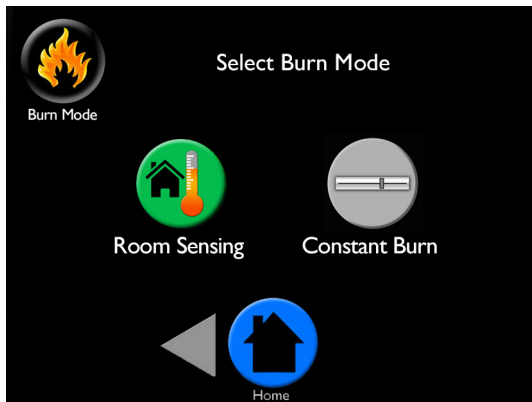 Select Burn Mode
Burn Mode
Room Sensing
Constant Burn
Home